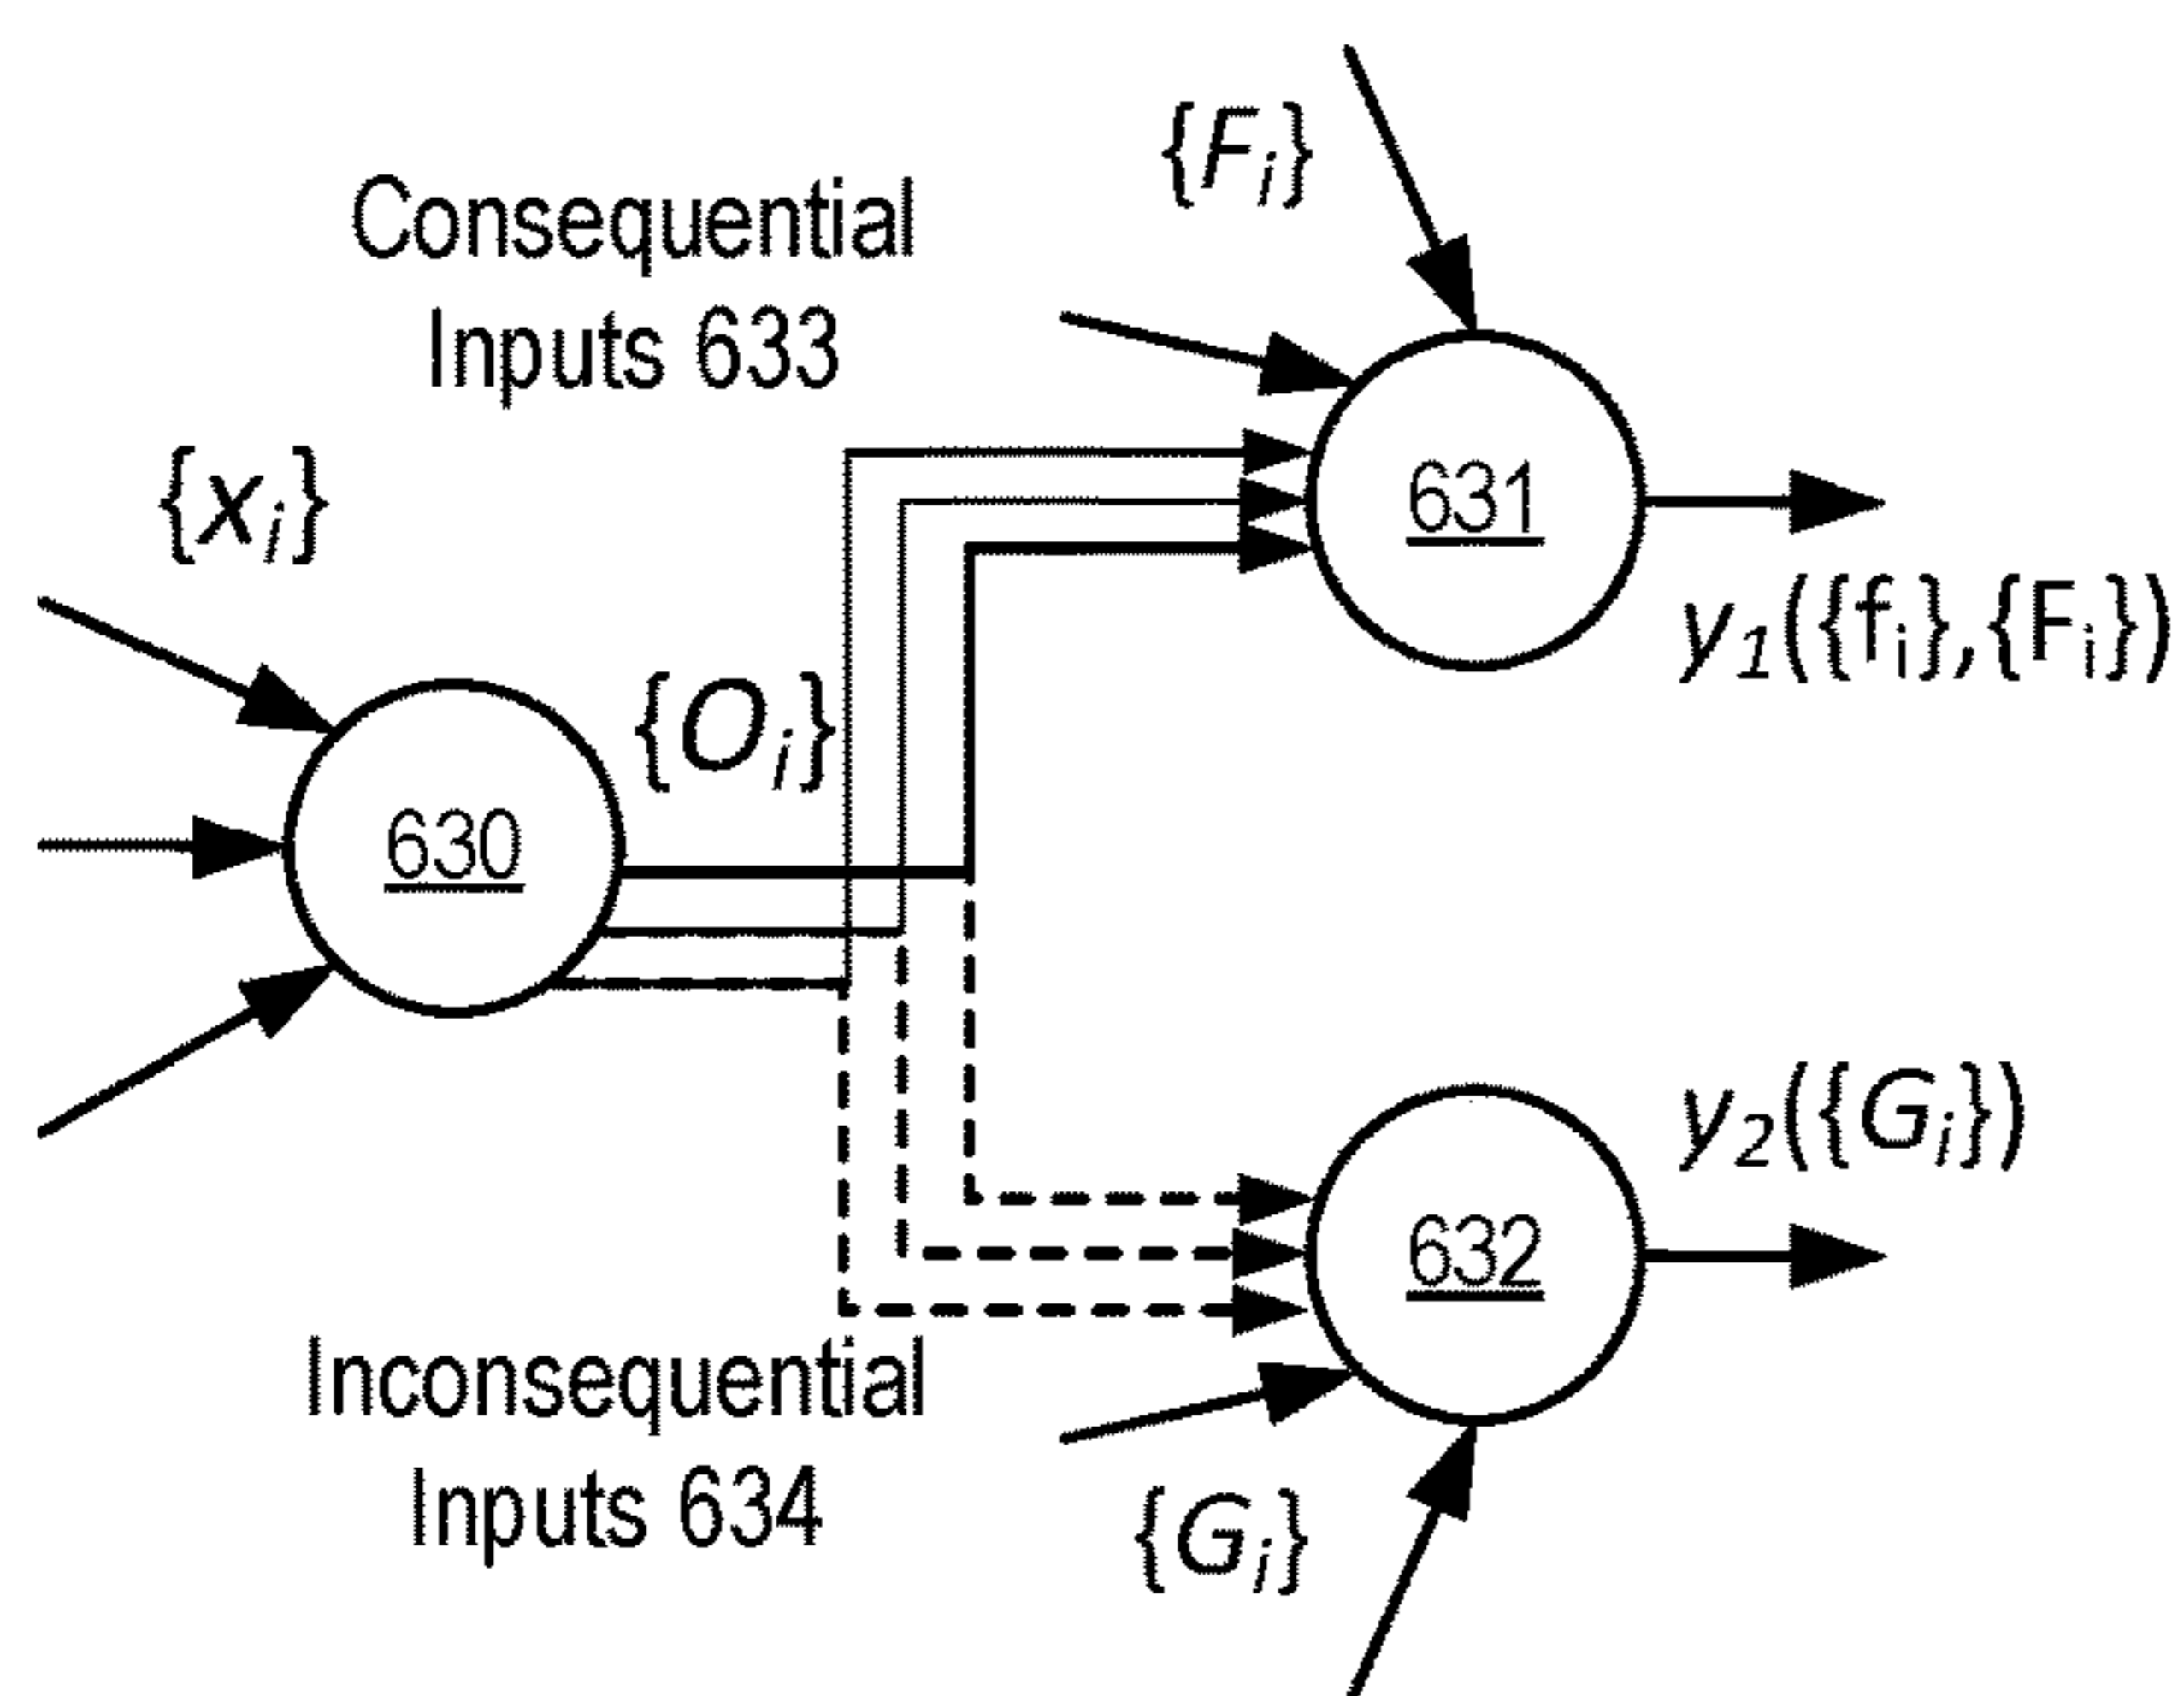 {Fᵢ}
Consequential
Inputs 633
{xᵢ}
631
y₁({fᵢ},{Fᵢ})
{Oᵢ}
630
y₂({Gᵢ})
632
Inconsequential
Inputs 634
{Gᵢ}